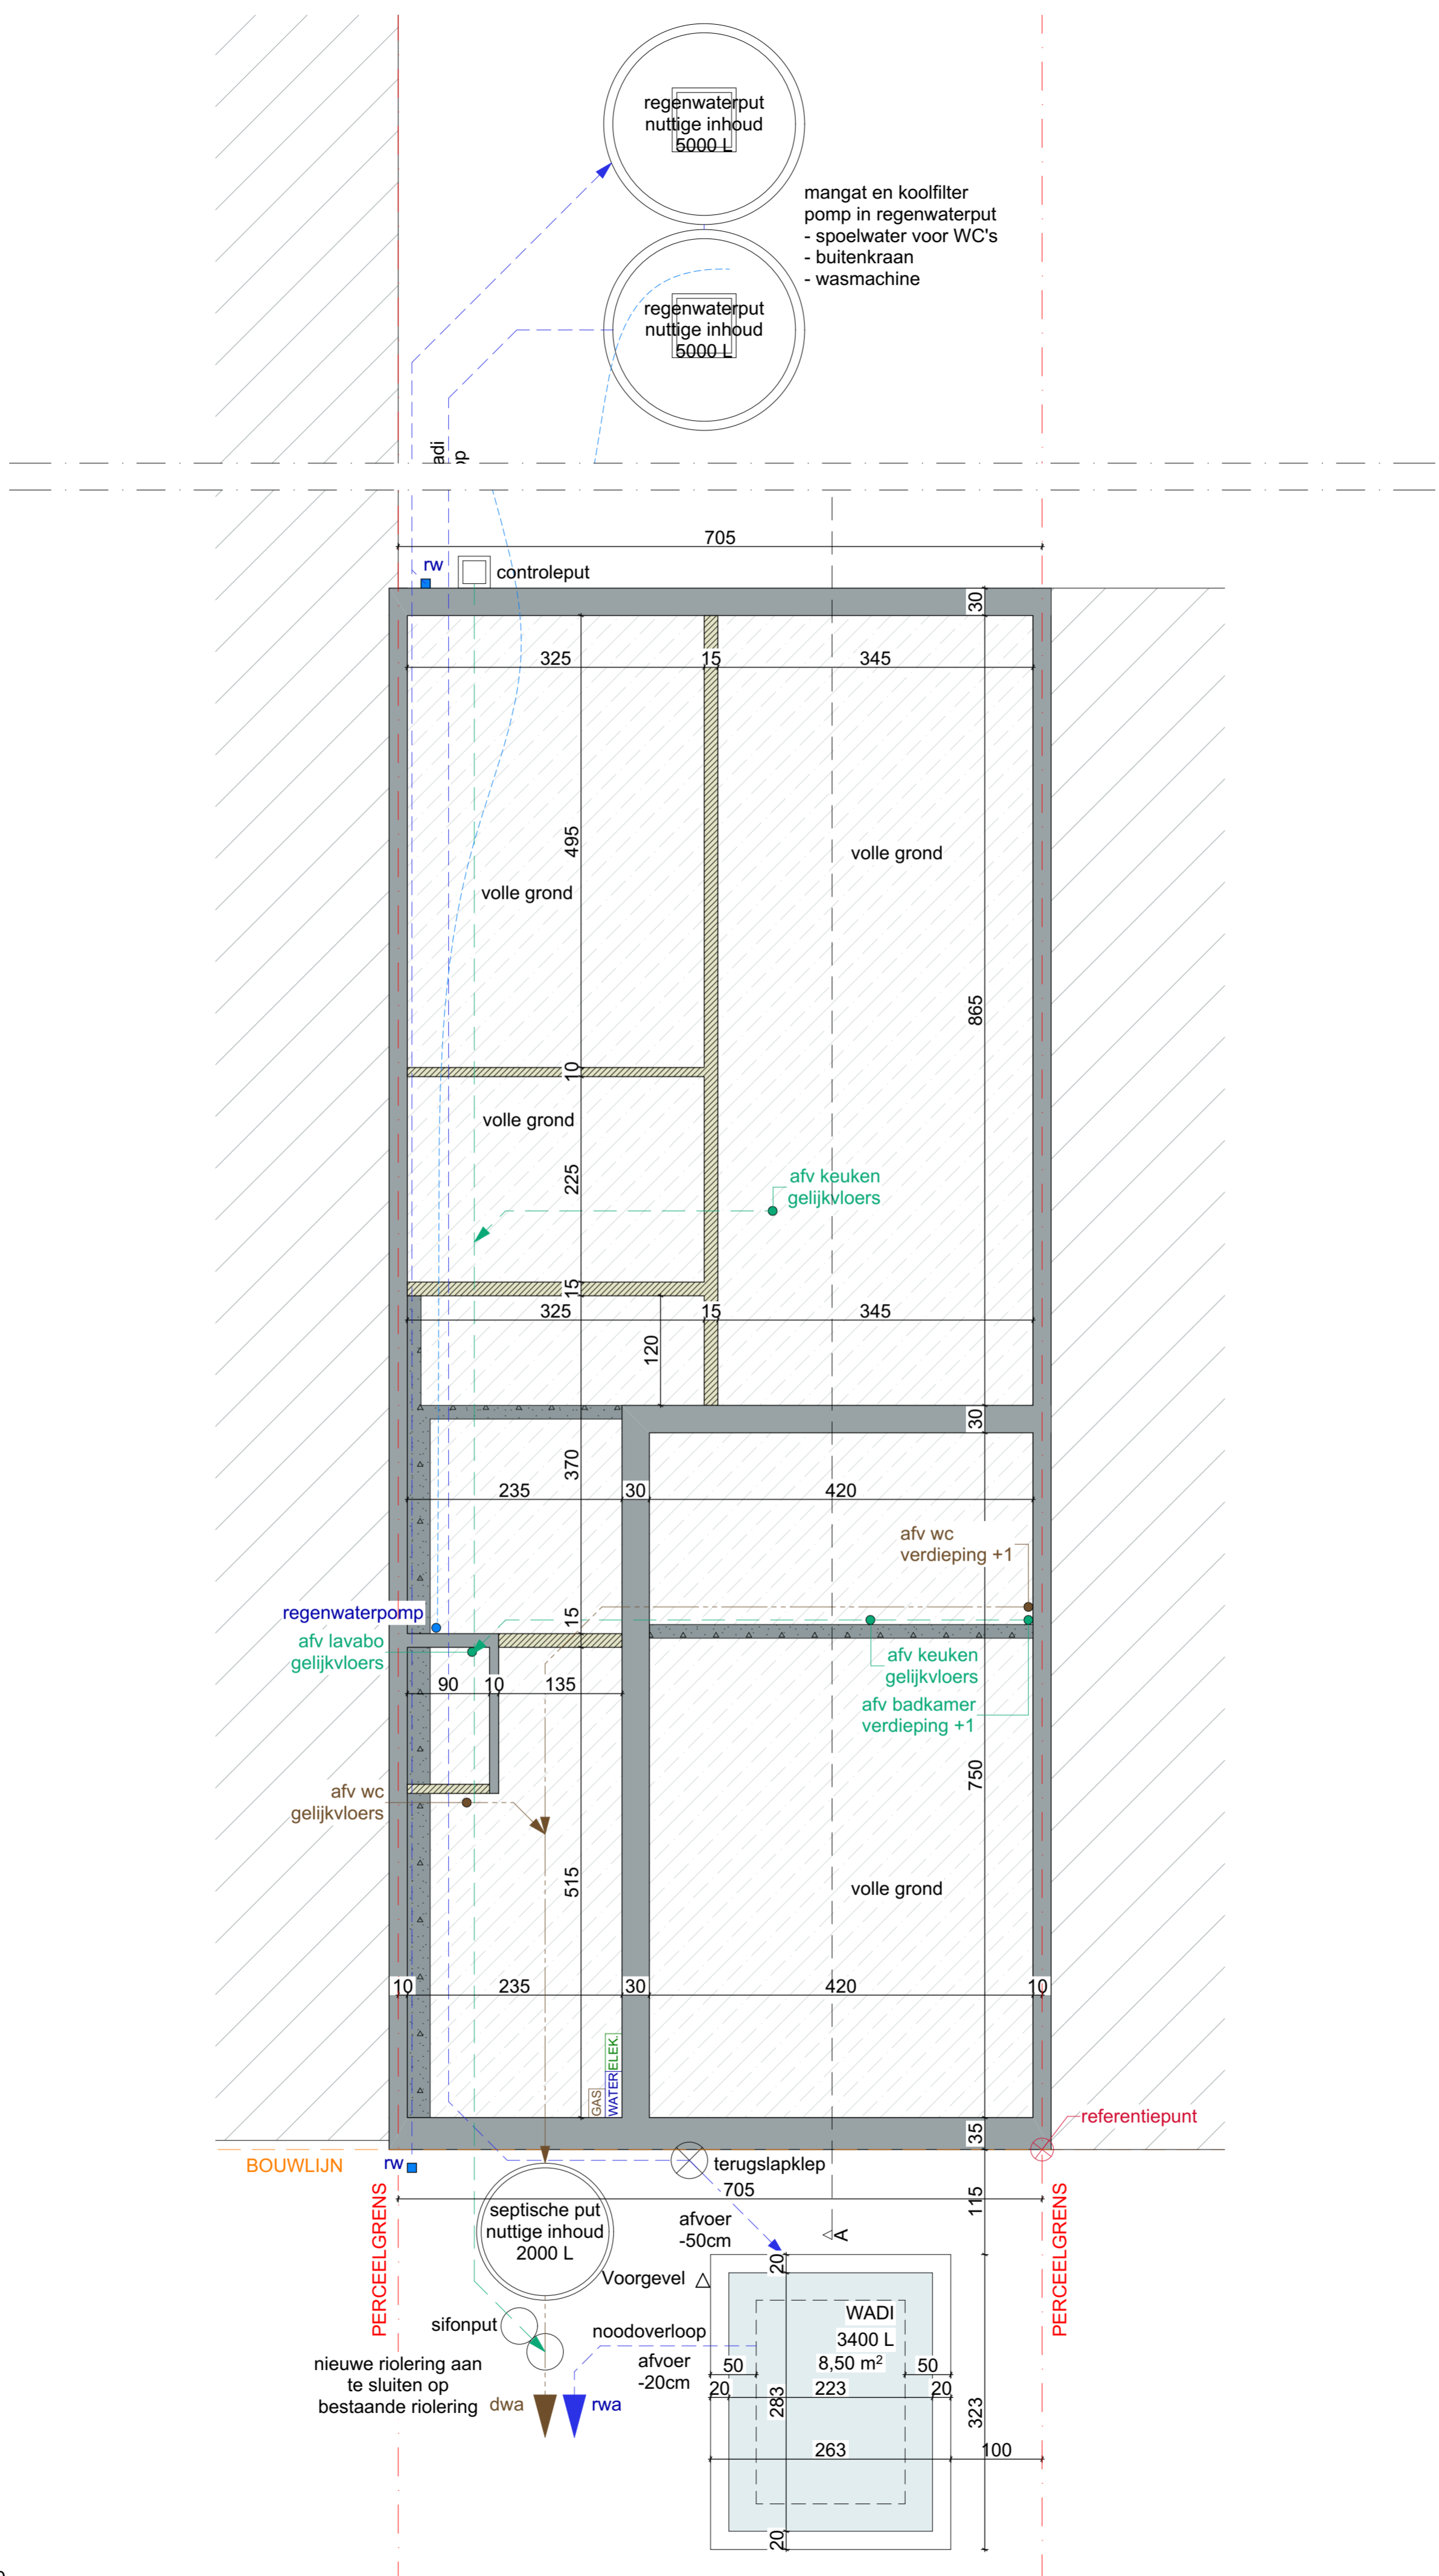 regenwaterput
nuttige inhoud
5000 L
mangat en koolfilter
pomp in regenwaterput
- spoelwater voor WC's
- buitenkraan
- wasmachine
regenwaterput
nuttige inhoud
5000 L
adi
op
705
rw
controleput
30
325
15
345
495
volle grond
volle grond
865
10
volle grond
225
afv keuken
gelijkvloers
15
325
15
345
120
30
370
235
30
420
afv wc
verdieping +1
regenwaterpomp
15
afv lavabo
gelijkvloers
afv keuken
gelijkvloers
90
10
135
afv badkamer
verdieping +1
750
afv wc
gelijkvloers
515
volle grond
10
235
30
420
10
GAS
WATER
ELEK.
35
referentiepunt
BOUWLIJN
rw
terugslapklep
705
115
PERCEELGRENS
PERCEELGRENS
septische put
nuttige inhoud
2000 L
afvoer
-50cm
A
20
Voorgevel
sifonput
noodoverloop
WADI
3400 L
8,50 m²
nieuwe riolering aan
te sluiten op
bestaande riolering
afvoer
-20cm
50
50
20
223
20
283
323
dwa
rwa
263
100
20